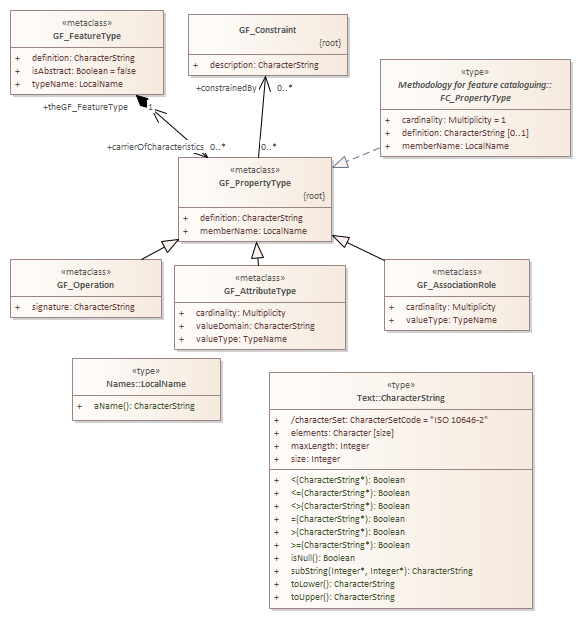 «metaclass»
GF_FeatureType
+ definition: CharacterString
+ isAbstract: Boolean = false
+ typeName: LocalName
GF_Constraint
{root}
+ description: CharacterString
«type»
Methodology for feature cataloguing::
FC_PropertyType
+ cardinality: Multiplicity = 1
+ definition: CharacterString [0..1]
+ memberName: LocalName
+theGF_FeatureType 1
+constrainedBy 0..*
+carrierOfCharacteristics 0..*
0..*
«metaclass»
GF_PropertyType
{root}
+ definition: CharacterString
+ memberName: LocalName
«metaclass»
GF_Operation
+ signature: CharacterString
«metaclass»
GF_AttributeType
+ cardinality: Multiplicity
+ valueDomain: CharacterString
+ valueType: TypeName
«metaclass»
GF_AssociationRole
+ cardinality: Multiplicity
+ valueType: TypeName
«type»
Names::LocalName
+ aName(): CharacterString
«type»
Text::CharacterString
+ /characterSet: CharacterSetCode = "ISO 10646-2"
+ elements: Character [size]
+ maxLength: Integer
+ size: Integer
+ <(CharacterString*): Boolean
+ <=(CharacterString*): Boolean
+ <>(CharacterString*): Boolean
+ =(CharacterString*): Boolean
+ >(CharacterString*): Boolean
+ >=(CharacterString*): Boolean
+ isNull(): Boolean
+ subString(Integer*, Integer*): CharacterString
+ toLower(): CharacterString
+ toUpper(): CharacterString